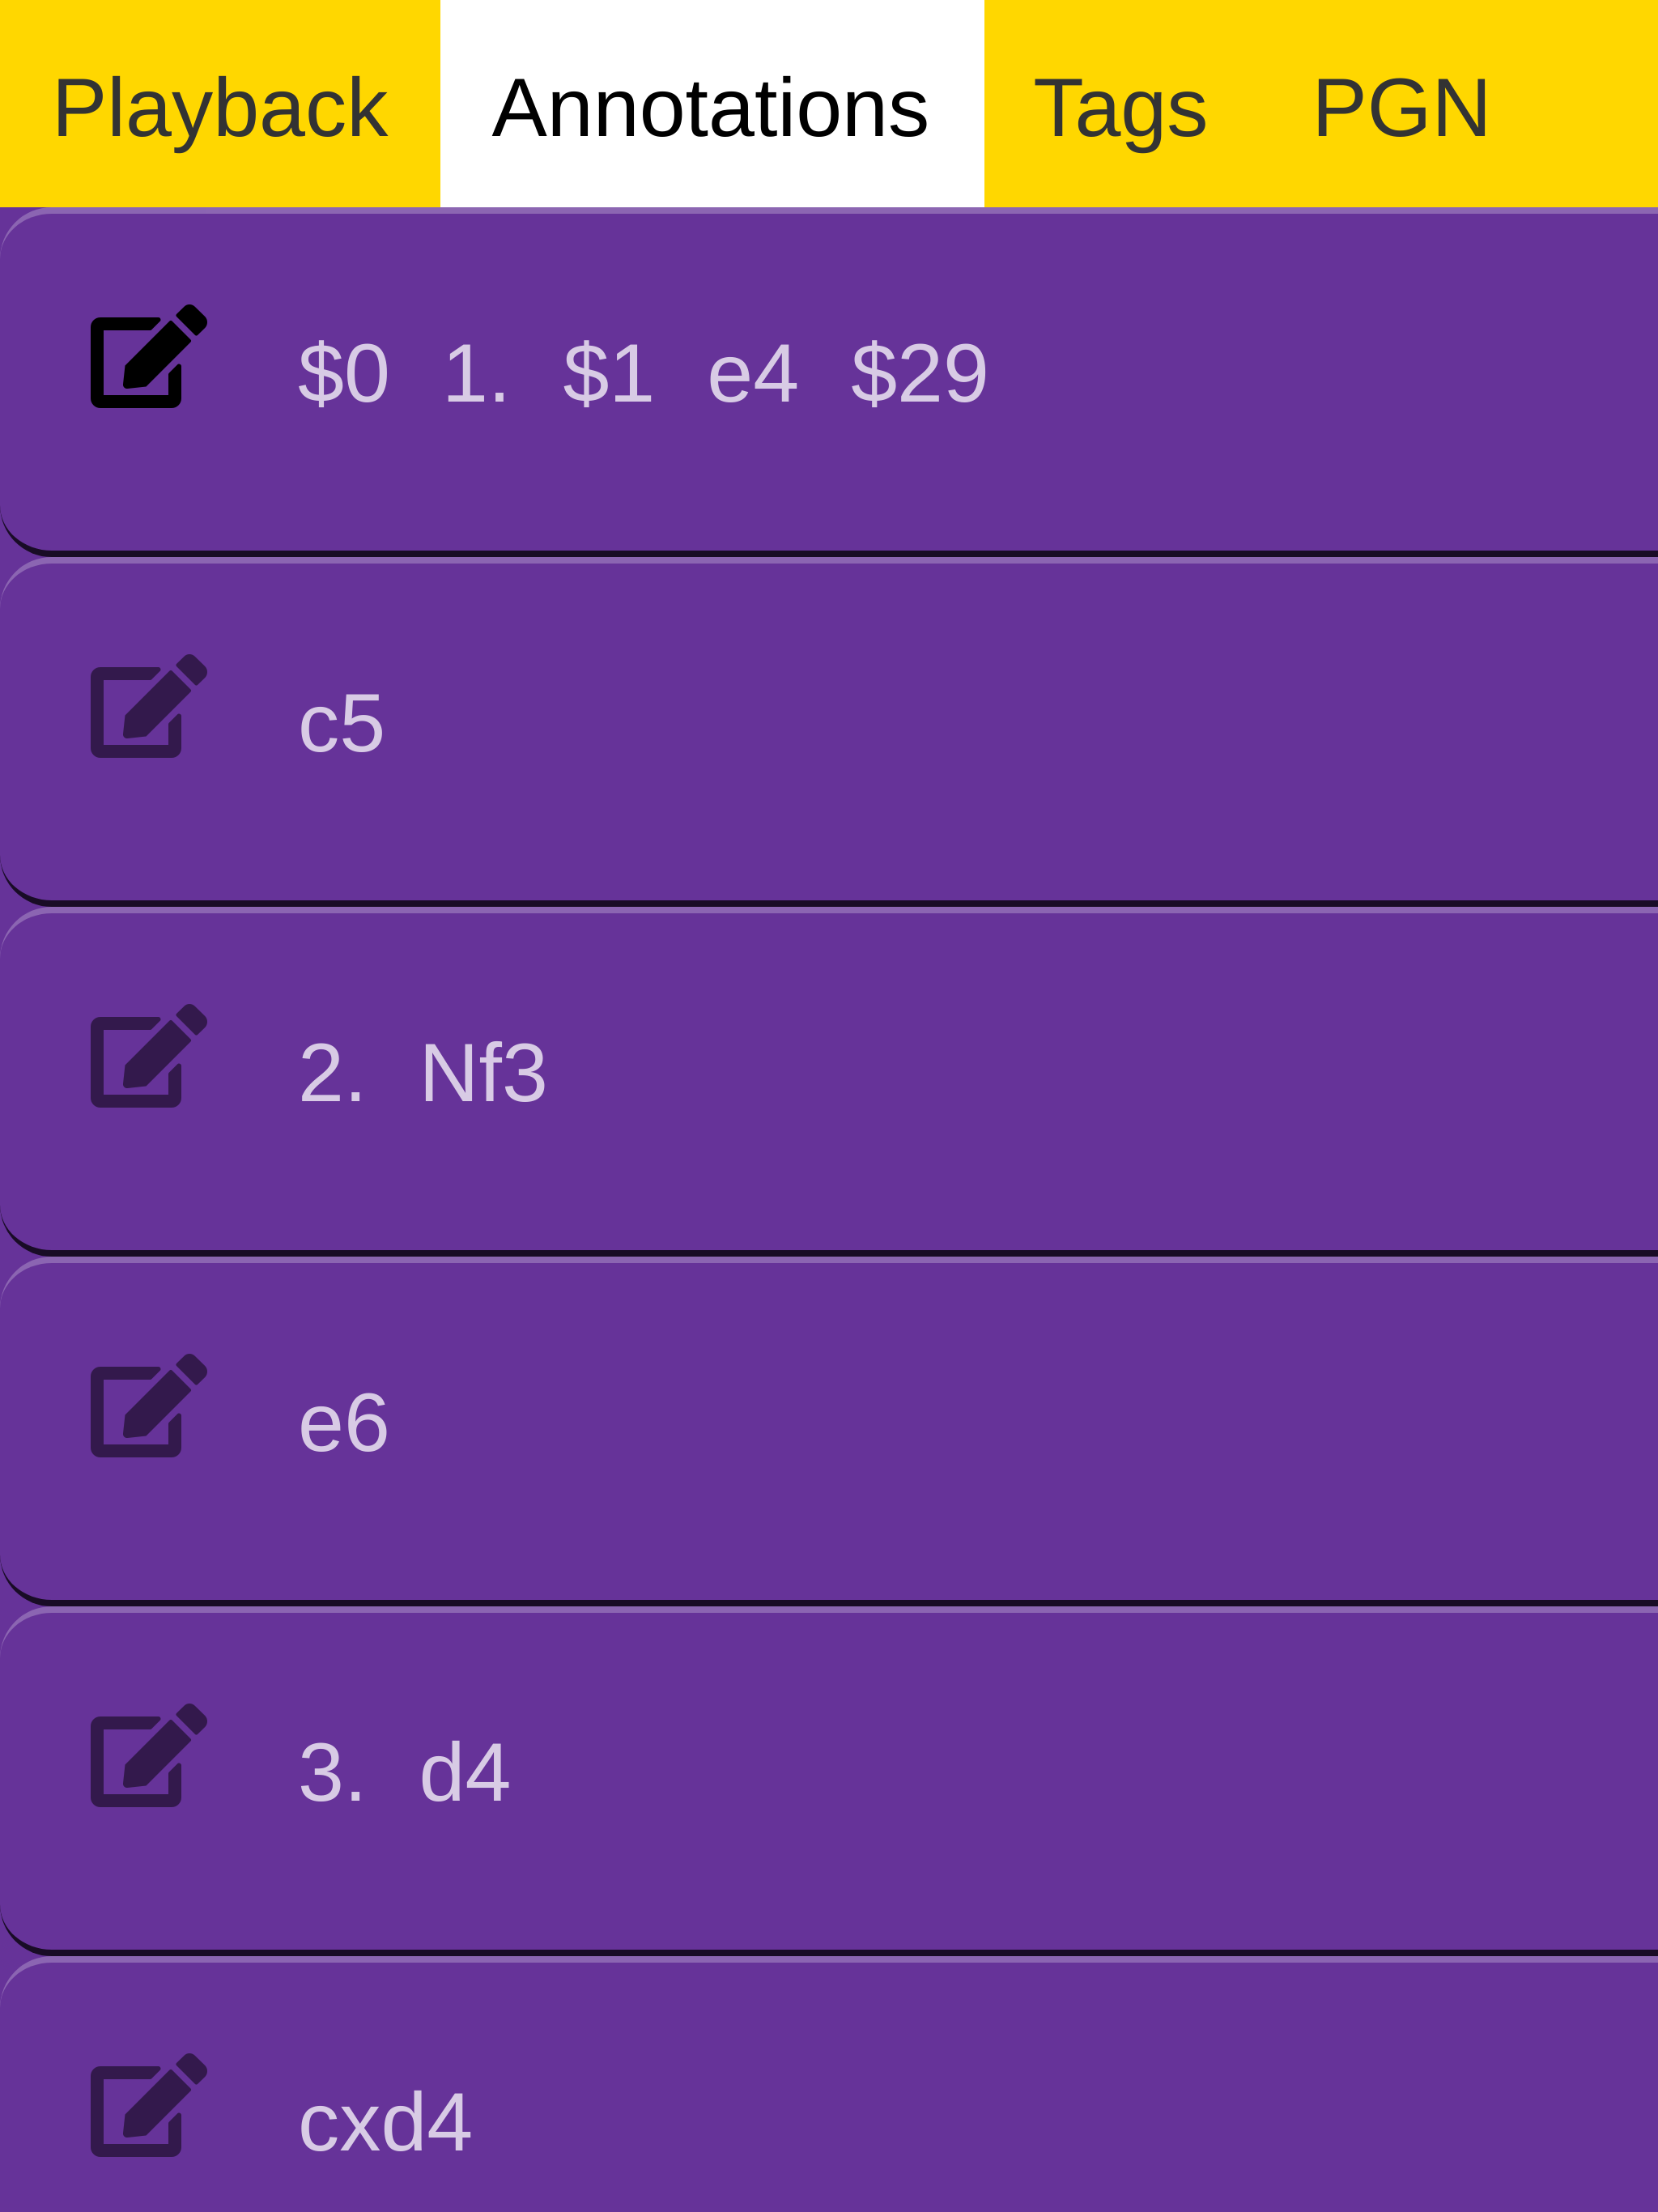 Playback Annotations Tags PGN
$0 1. $1 e4 $29
c5
2. Nf3
e6
3. d4
cxd4